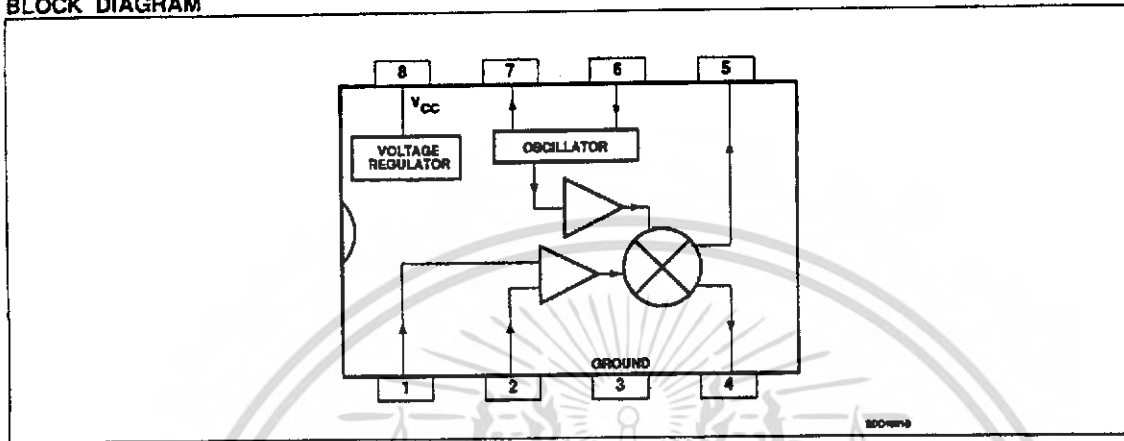 BLOCK DIAGRAM
8 7 6 5
VCC
VOLTAGE
REGULATOR
OSCILLATOR
GROUND
1 2 3 4